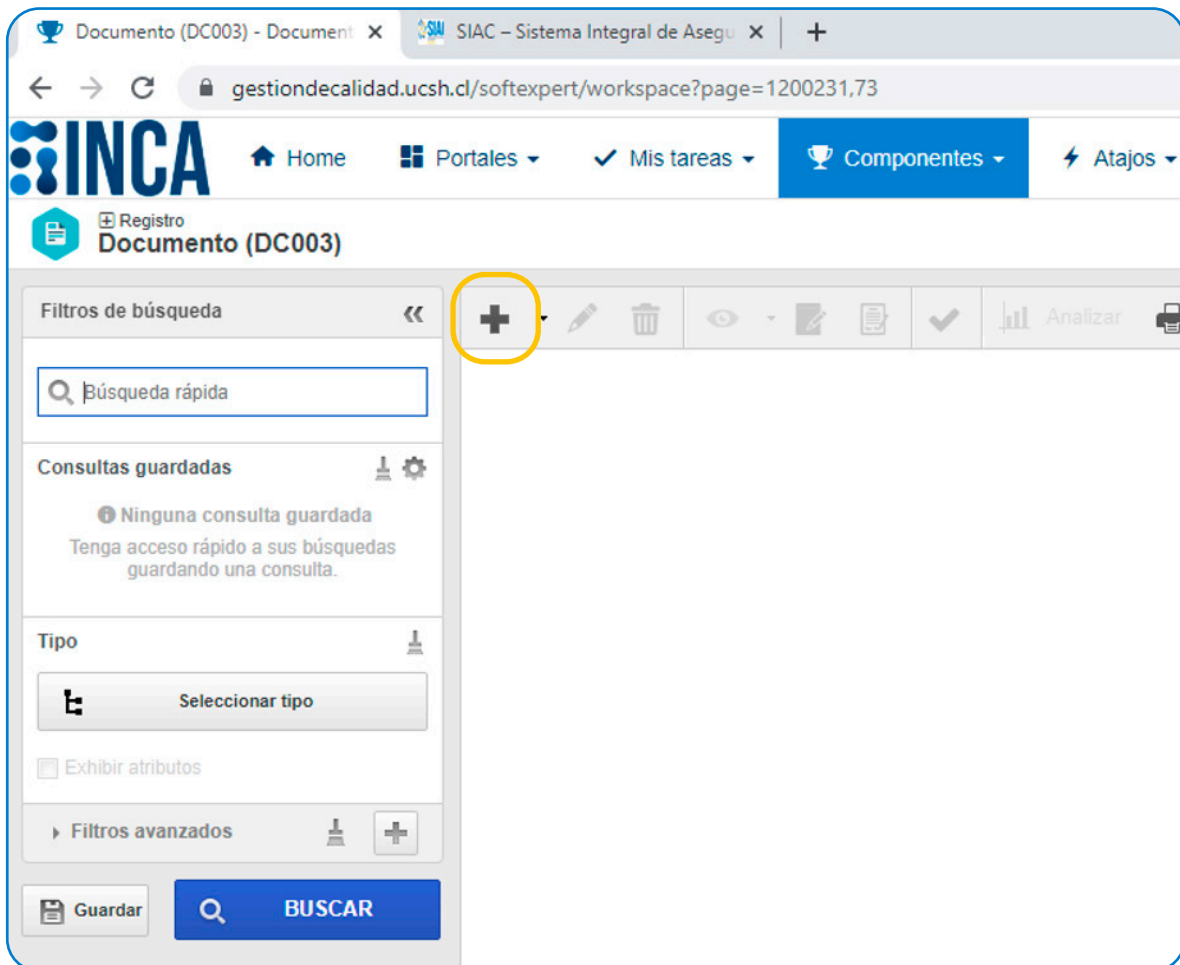 Documento (DC003) - Document
SIAC – Sistema Integral de Asegu
gestiondecalidad.ucsh.cl/softexpert/workspace?page=1200231,73
INCA
Home
Portales
Mis tareas
Componentes
Atajos
Registro
Documento (DC003)
Filtros de búsqueda
Analizar
Búsqueda rápida
Consultas guardadas
Ninguna consulta guardada
Tenga acceso rápido a sus búsquedas
guardando una consulta.
Tipo
Seleccionar tipo
Exhibir atributos
Filtros avanzados
Guardar
BUSCAR